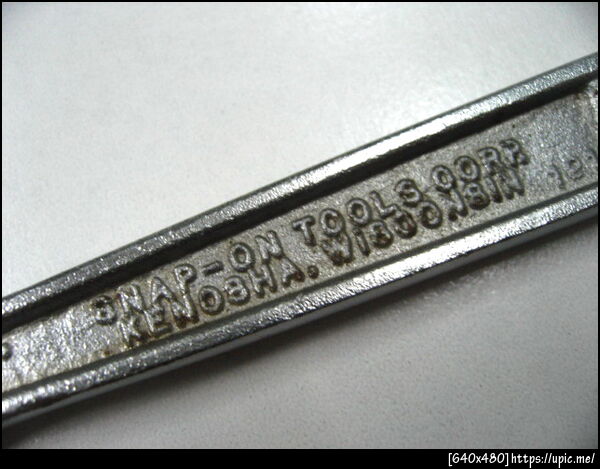 SNAP-ON TOOLS CORP.
KENOSHA, WISCONSIN
[640x480]https://upic.me/